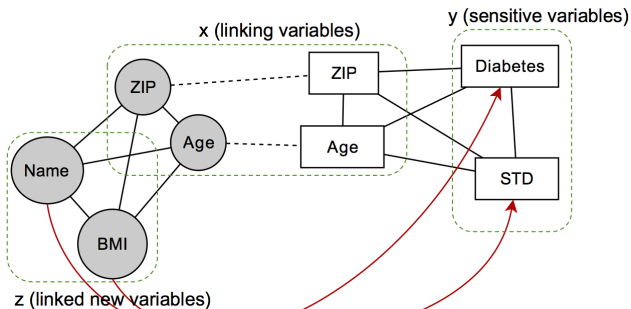 x (linking variables)
y (sensitive variables)
ZIP
ZIP
Diabetes
Age
Age
Name
STD
BMI
z (linked new variables)